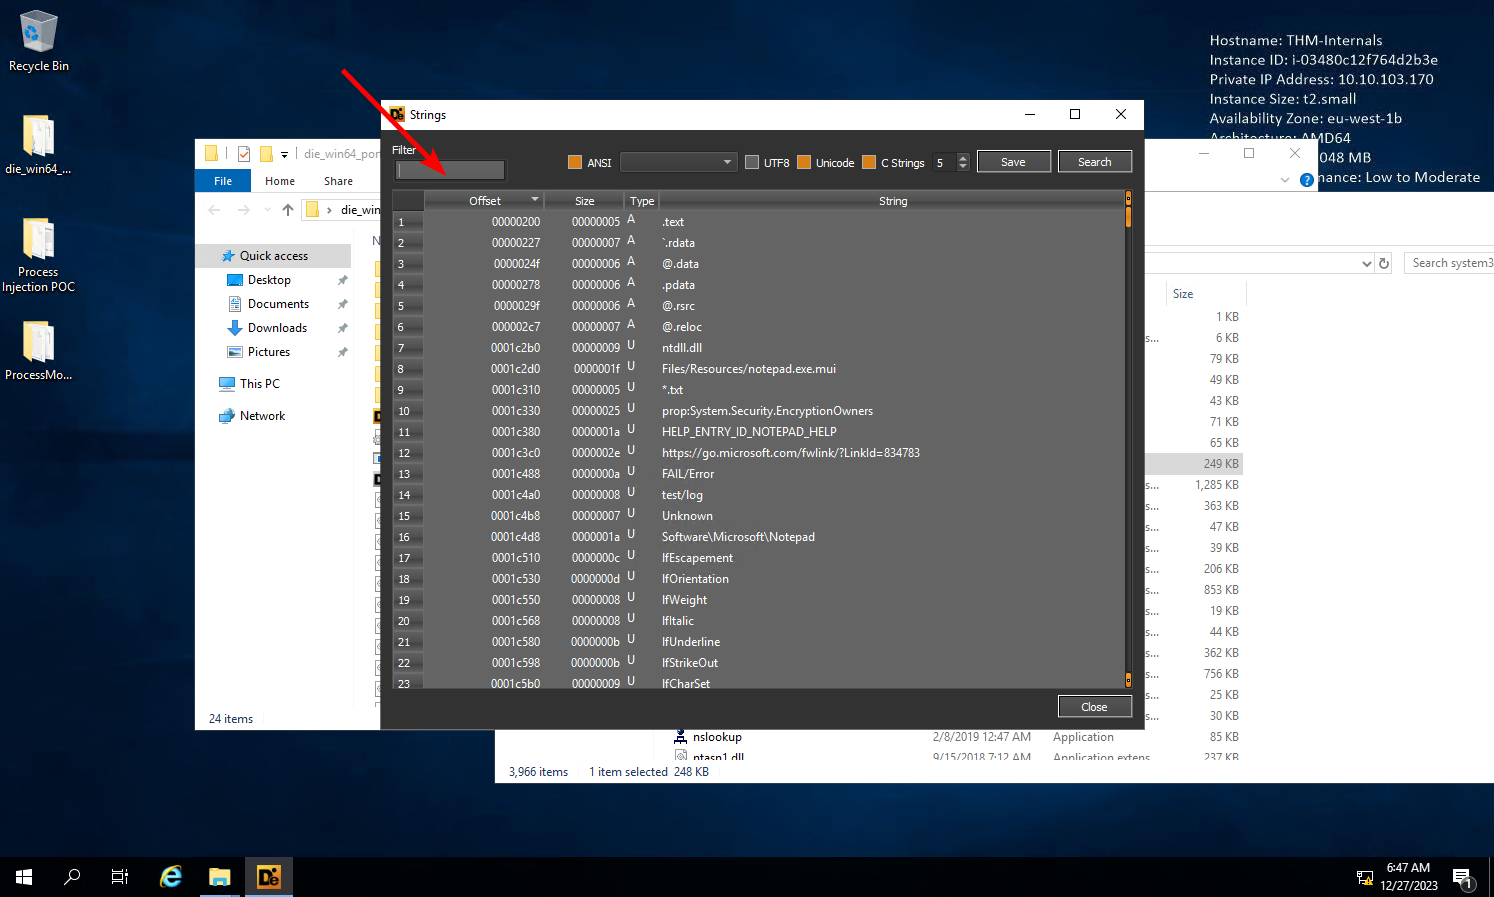 Recycle Bin
die_win64_...
Process
Injection POC
ProcessMo...
Hostname: THM-Internals
Instance ID: i-03480c12f764d2b3e
Private IP Address: 10.10.103.170
Instance Size: t2.small
Availability Zone: eu-west-1b
Architecture: AMD64
048 MB
nance: Low to Moderate
die_win64_por
File Home Share
die_win
Quick access
Desktop
Documents
Downloads
Pictures
This PC
Network
24 items
De Strings
Filter
ANSI UTF8 Unicode C Strings 5 Save Search
Offset Size Type String
1 00000200 00000005 A .text
2 00000227 00000007 A `.rdata
3 0000024f 00000006 A @.data
4 00000278 00000006 A .pdata
5 0000029f 00000006 A @.rsrc
6 000002c7 00000007 A @.reloc
7 0001c2b0 00000009 U ntdll.dll
8 0001c2d0 0000001f U Files/Resources/notepad.exe.mui
9 0001c310 00000005 U *.txt
10 0001c330 00000025 U prop:System.Security.EncryptionOwners
11 0001c380 0000001a U HELP_ENTRY_ID_NOTEPAD_HELP
12 0001c3c0 0000002e U https://go.microsoft.com/fwlink/?LinkId=834783
13 0001c488 0000000a U FAIL/Error
14 0001c4a0 00000008 U test/log
15 0001c4b8 00000007 U Unknown
16 0001c4d8 0000001a U Software\Microsoft\Notepad
17 0001c510 0000000c U lfEscapement
18 0001c530 0000000d U lfOrientation
19 0001c550 00000008 U lfWeight
20 0001c568 00000008 U lfItalic
21 0001c580 0000000b U lfUnderline
22 0001c598 0000000b U lfStrikeOut
23 0001c5b0 00000009 U lfCharSet
Close
Search system3
Size
1 KB
s... 6 KB
79 KB
49 KB
43 KB
71 KB
65 KB
249 KB
s... 1,285 KB
s... 363 KB
s... 47 KB
s... 39 KB
s... 206 KB
s... 853 KB
s... 19 KB
s... 44 KB
s... 362 KB
s... 756 KB
s... 25 KB
s... 30 KB
nslookup 2/8/2019 12:47 AM Application 85 KB
ntasn1.dll 9/15/2018 7:12 AM Application extens 237 KB
3,966 items 1 item selected 248 KB
De
6:47 AM
12/27/2023
1